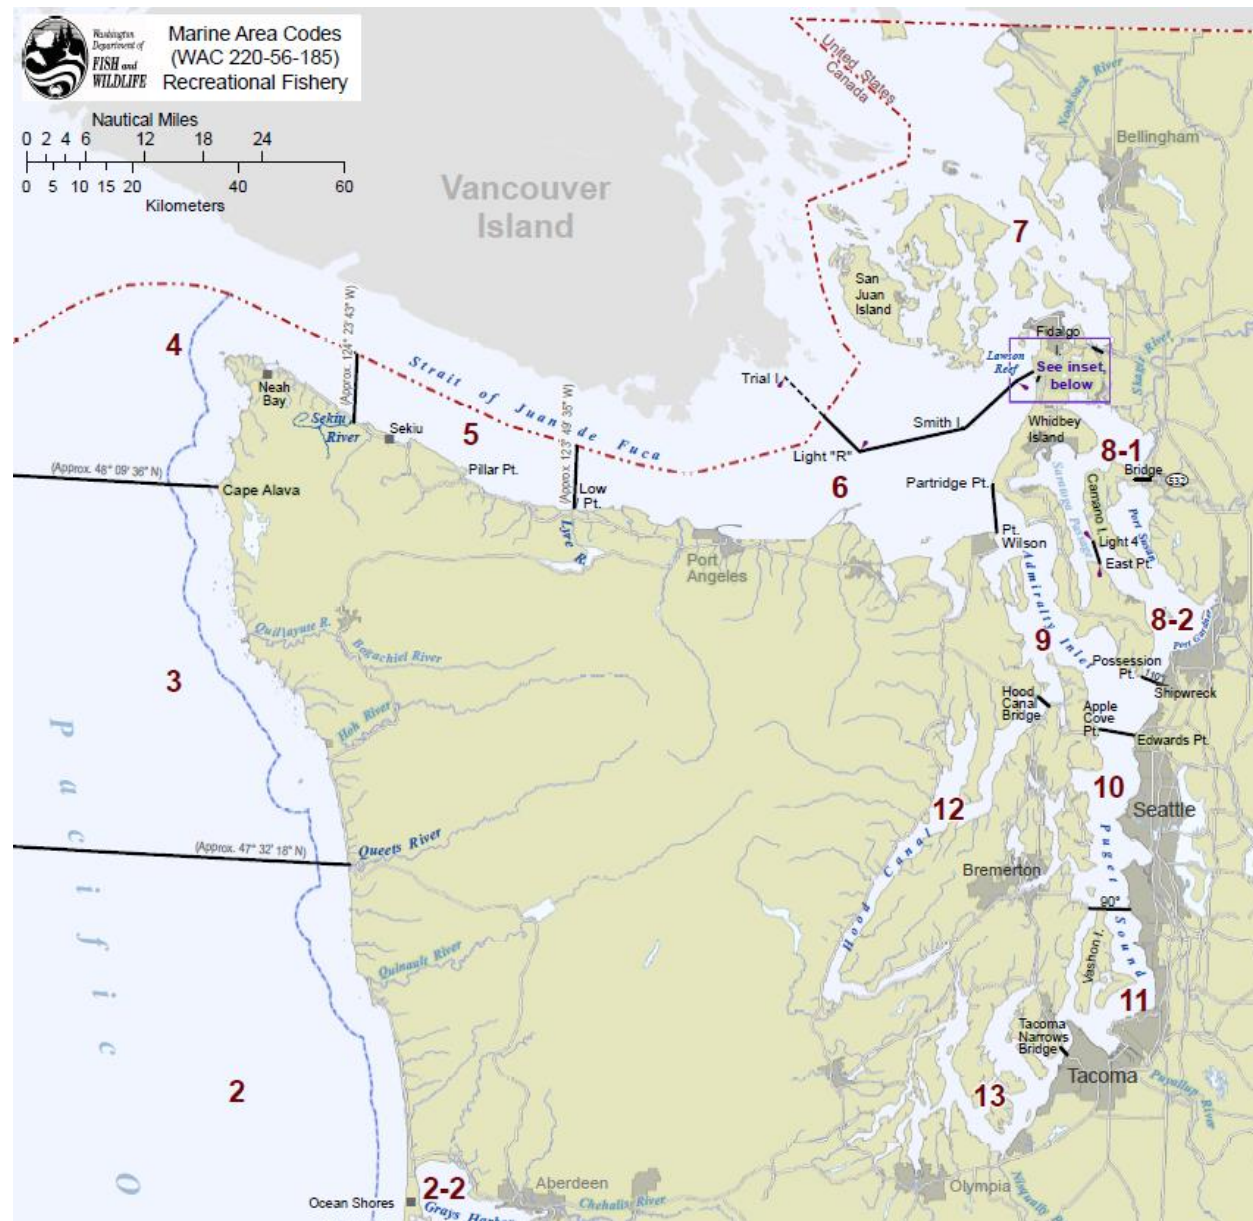 Washington
Department of
FISH and
WILDLIFE
Marine Area Codes
(WAC 220-56-185)
Recreational Fishery
Nautical Miles
0 2 4 6 12 18 24
0 5 10 15 20 40 60
Kilometers
United States
Canada
Nooksack River
Bellingham
Vancouver
Island
7
San
Juan
Island
4
(Approx. 124° 23' 43" W)
Strait of Juan de Fuca
Fidalgo
I.
Lawson
Reef
See inset,
below
Skagit River
Neah
Bay
Trial I.
Sekiu
River
Sekiu
5
(Approx. 123° 49' 35" W)
Smith I.
Whidbey
Island
8-1
Light "R"
Pillar Pt.
Bridge
532
(Approx. 48° 09' 36" N)
Cape Alava
Low
Pt.
6
Partridge Pt.
Saratoga Passage
Camano I.
Port Susan
Lyre R.
Pt.
Wilson
Light 4
East Pt.
Port
Angeles
Admiralty Inlet
8-2
Port Gardner
Quillayute R.
Bogachiel River
9
Possession
Pt.
110°
Shipwreck
3
Hood
Canal
Bridge
Apple
Cove
Pt.
Edwards Pt.
Hoh River
Pacific O
10
Seattle
12
Hood Canal
(Approx. 47° 32' 18" N)
Queets River
Bremerton
Puget Sound
90°
Vashon I.
Quinault River
11
Tacoma
Narrows
Bridge
Tacoma
Puyallup River
2
13
2-2
Aberdeen
Ocean Shores
Chehalis River
Olympia